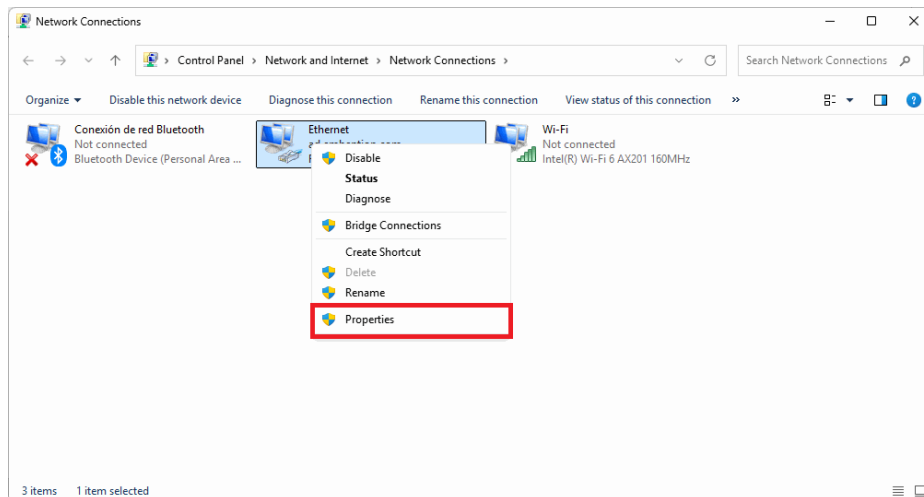 Network Connections
Control Panel > Network and Internet > Network Connections >
Search Network Connections
Organize Disable this network device Diagnose this connection Rename this connection View status of this connection »
Conexión de red Bluetooth
Not connected
Bluetooth Device (Personal Area ...
Ethernet
Wi-Fi
Not connected
Intel(R) Wi-Fi 6 AX201 160MHz
Disable
Status
Diagnose
Bridge Connections
Create Shortcut
Delete
Rename
Properties
3 items 1 item selected